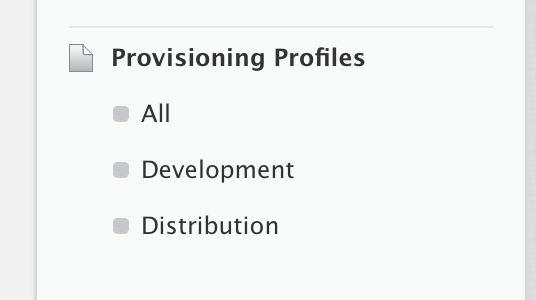 Provisioning Profiles
All
Development
Distribution